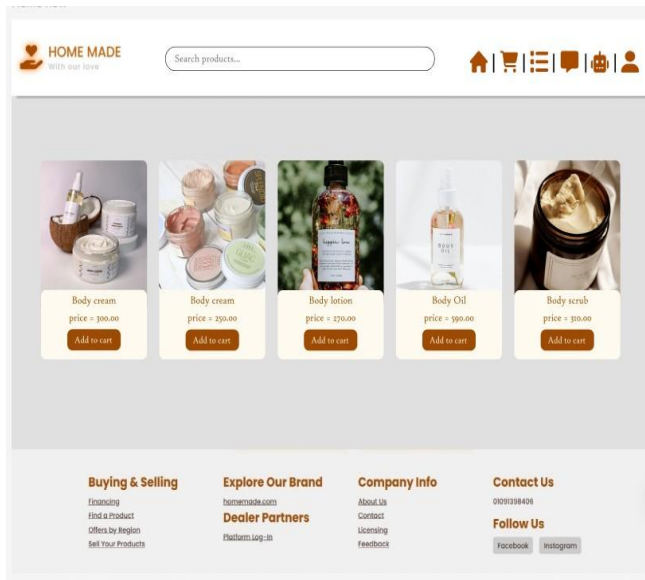 HOME MADE
With our love
Search products...
Body cream
price = 300.00
Add to cart
Body cream
price = 250.00
Add to cart
Body lotion
price = 270.00
Add to cart
BODY
OIL
Body Oil
price = 590.00
Add to cart
Body scrub
price = 310.00
Add to cart
Buying & Selling
Financing
Find a Product
Offers by Region
Sell Your Products
Explore Our Brand
homemade.com
Dealer Partners
Platform Log-In
Company Info
About Us
Contact
Licensing
Feedback
Contact Us
01091398406
Follow Us
Facebook
Instagram